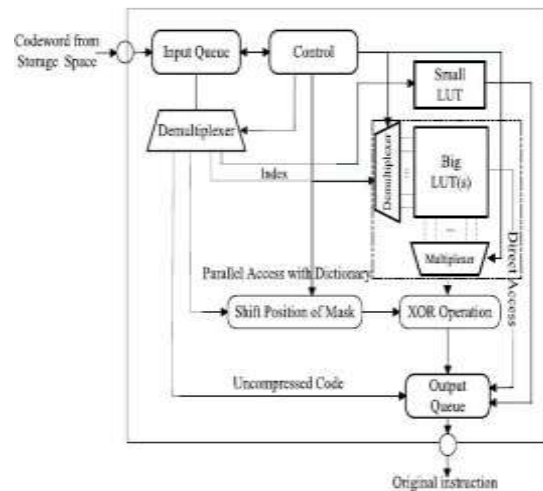 Codeword from
Storage Space
Input Queue
Control
Small
LUT
Demultiplexer
Demultiplexer
Big
LUT(s)
Index
...
...
Multiplexer
Direct Access
Parallel Access with Dictionary
Shift Position of Mask
XOR Operation
Uncompressed Code
Output
Queue
Original instruction